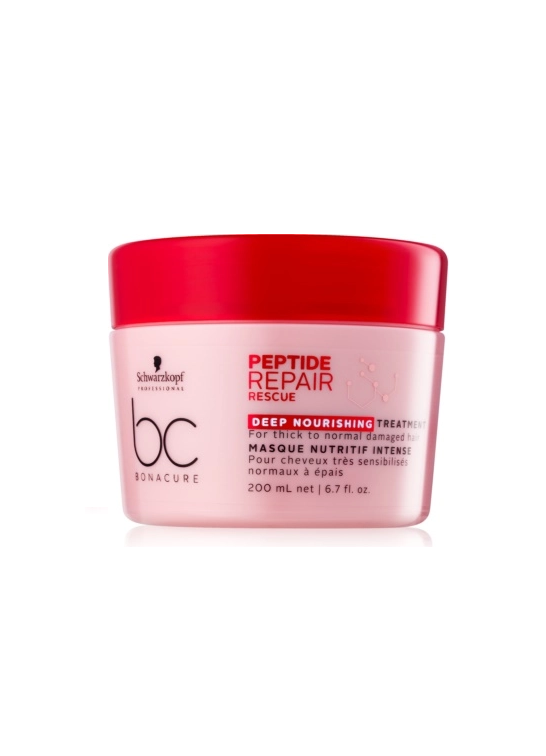 Schwarzkopf
PROFESSIONAL
bc
BONACURE
PEPTIDE
REPAIR
RESCUE
DEEP NOURISHING TREATMENT
For thick to normal damaged hair
MASQUE NUTRITIF INTENSE
Pour cheveux très sensibilisés
normaux à épais
200 mL net | 6.7 fl. oz.